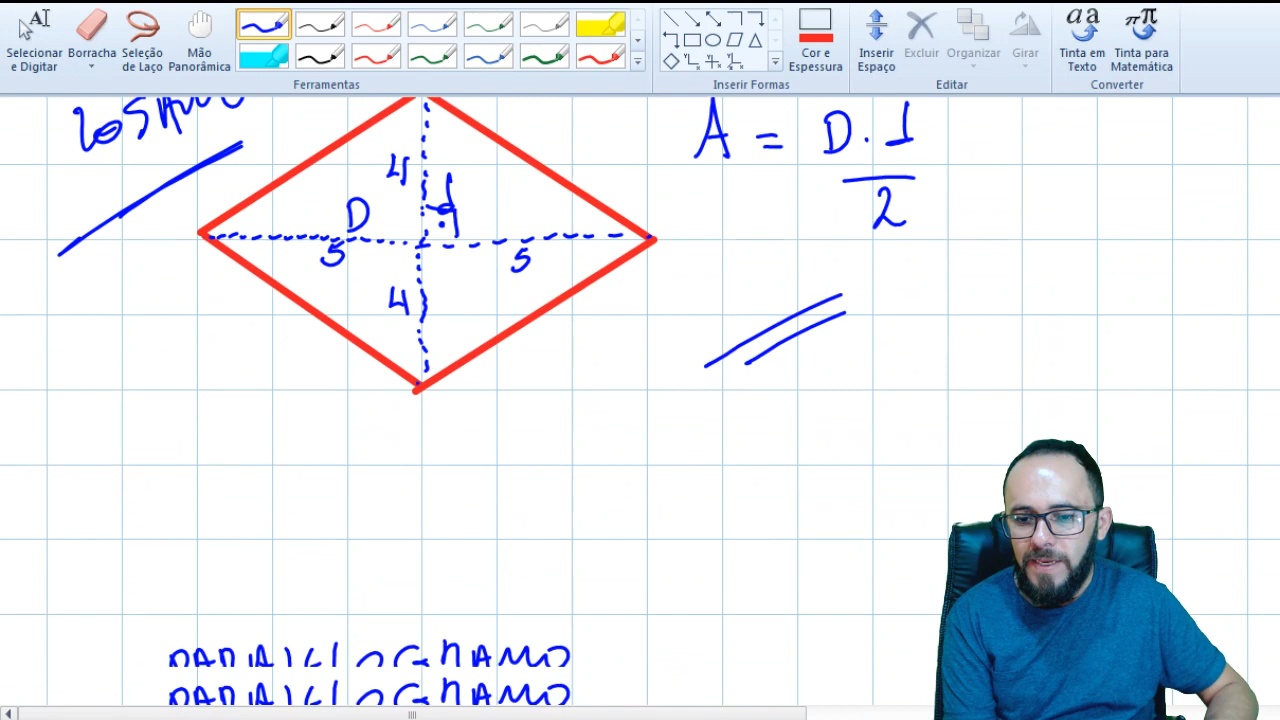 Selecionar e Digitar
Borracha
Seleção de Laço
Mão Panorâmica
Ferramentas
Inserir Formas
Cor e Espessura
Inserir Espaço
Excluir
Organizar
Girar
Editar
Tinta em Texto
Tinta para Matemática
Converter
LOSANGO
A = D . d
2
4
d
D
5
5
4
PARALELOGRAMO
PARALELOGRAMO